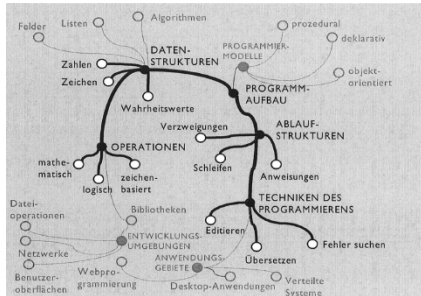 Felder
Listen
Algorithmen
prozedural
deklarativ
objekt-
orientiert
DATEN-
STRUKTUREN
PROGRAMMIER-
MODELLE
Zahlen
Zeichen
Wahrheitswerte
PROGRAMM-
AUFBAU
Verzweigungen
ABLAUF-
STRUKTUREN
OPERATIONEN
Schleifen
Anweisungen
mathe-
matisch
logisch
zeichen-
basiert
TECHNIKEN DES
PROGRAMMIERENS
Datei-
operationen
Bibliotheken
Editieren
ENTWICKLUNGS-
UMGEBUNGEN
Netzwerke
Übersetzen
Fehler suchen
Benutzer-
oberflächen
Webpro-
grammierung
ANWENDUNGS-
GEBIETE
Desktop-Anwendungen
Verteilte
Systeme